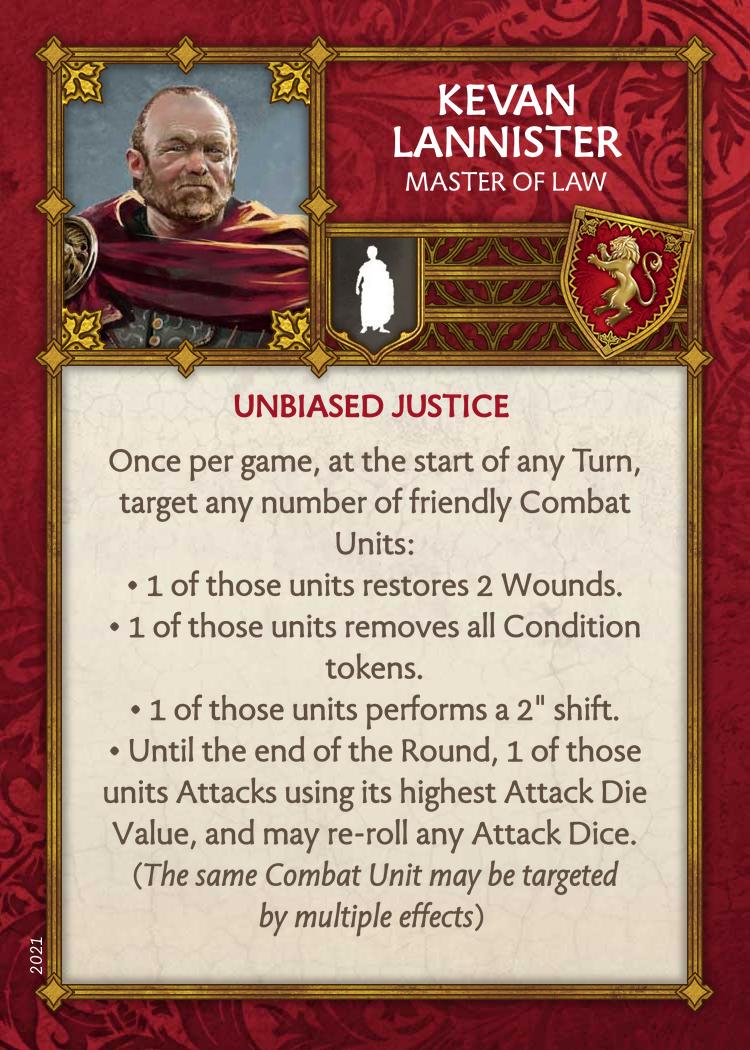 KEVAN
LANNISTER
MASTER OF LAW
UNBIASED JUSTICE
Once per game, at the start of any Turn,
target any number of friendly Combat
Units:
• 1 of those units restores 2 Wounds.
• 1 of those units removes all Condition
tokens.
• 1 of those units performs a 2" shift.
• Until the end of the Round, 1 of those
units Attacks using its highest Attack Die
Value, and may re-roll any Attack Dice.
(The same Combat Unit may be targeted
by multiple effects)
2021